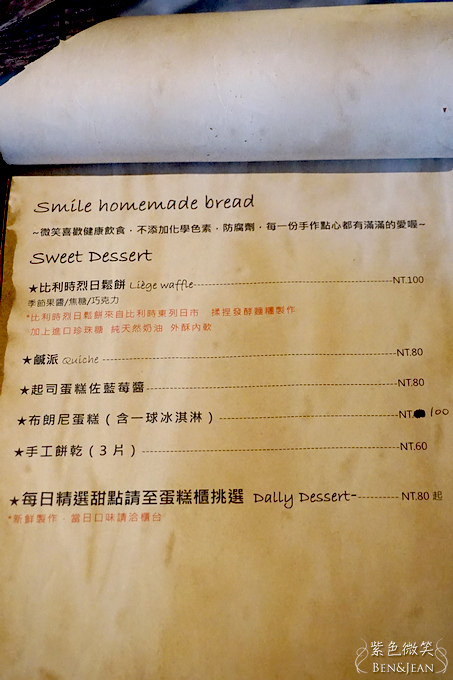 Smile homemade bread
~微笑喜歡健康飲食，不添加化學色素，防腐劑，每一份手作點心都有滿滿的愛喔~
Sweet Dessert
★比利時烈日鬆餅 Liège waffle NT.100
季節果醬/焦糖/巧克力
*比利時烈日鬆餅來自比利時東列日市 揉捏發酵麵糰製作
加上進口珍珠糖 純天然奶油 外酥內軟
★鹹派 Quiche NT.80
★起司蛋糕佐藍莓醬 NT.80
★布朗尼蛋糕（含一球冰淇淋） NT. 100
★手工餅乾（3 片） NT.60
★每日精選甜點請至蛋糕櫃挑選 Dally Dessert- NT.80 起
*新鮮製作，當日口味請洽櫃台
紫色微笑
BEN&JEAN